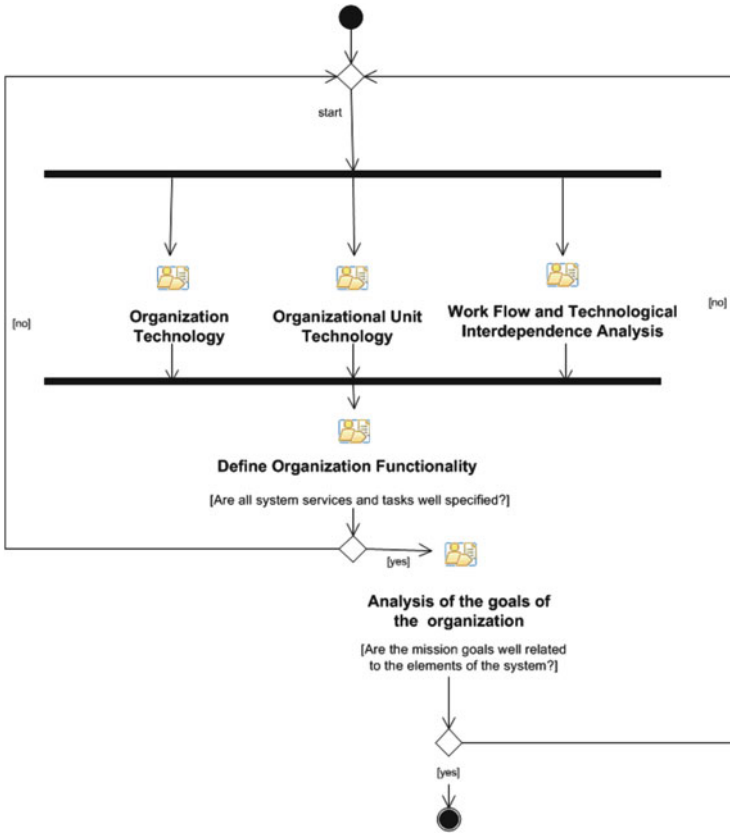 start
Organization
Technology
Organizational Unit
Technology
Work Flow and Technological
Interdependence Analysis
[no]
[no]
Define Organization Functionality
[Are all system services and tasks well specified?]
[yes]
Analysis of the goals of
the organization
[Are the mission goals well related
to the elements of the system?]
[yes]